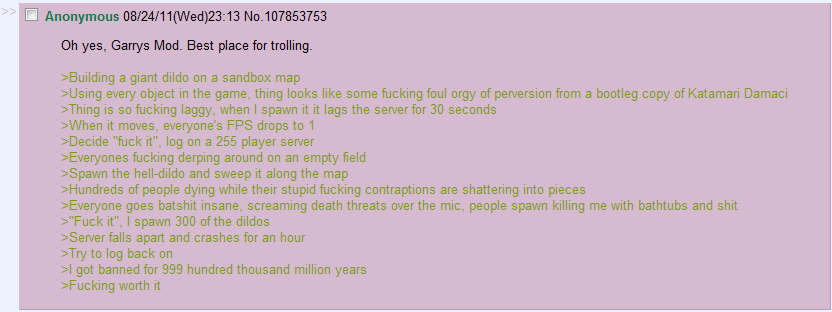 >> Anonymous 08/24/11(Wed)23:13 No.107853753
Oh yes, Garrys Mod. Best place for trolling.
>Building a giant dildo on a sandbox map
>Using every object in the game, thing looks like some fucking foul orgy of perversion from a bootleg copy of Katamari Damaci
>Thing is so fucking laggy, when I spawn it it lags the server for 30 seconds
>When it moves, everyone's FPS drops to 1
>Decide "fuck it", log on a 255 player server
>Everyones fucking derping around on an empty field
>Spawn the hell-dildo and sweep it along the map
>Hundreds of people dying while their stupid fucking contraptions are shattering into pieces
>Everyone goes batshit insane, screaming death threats over the mic, people spawn killing me with bathtubs and shit
>"Fuck it", I spawn 300 of the dildos
>Server falls apart and crashes for an hour
>Try to log back on
>I got banned for 999 hundred thousand million years
>Fucking worth it